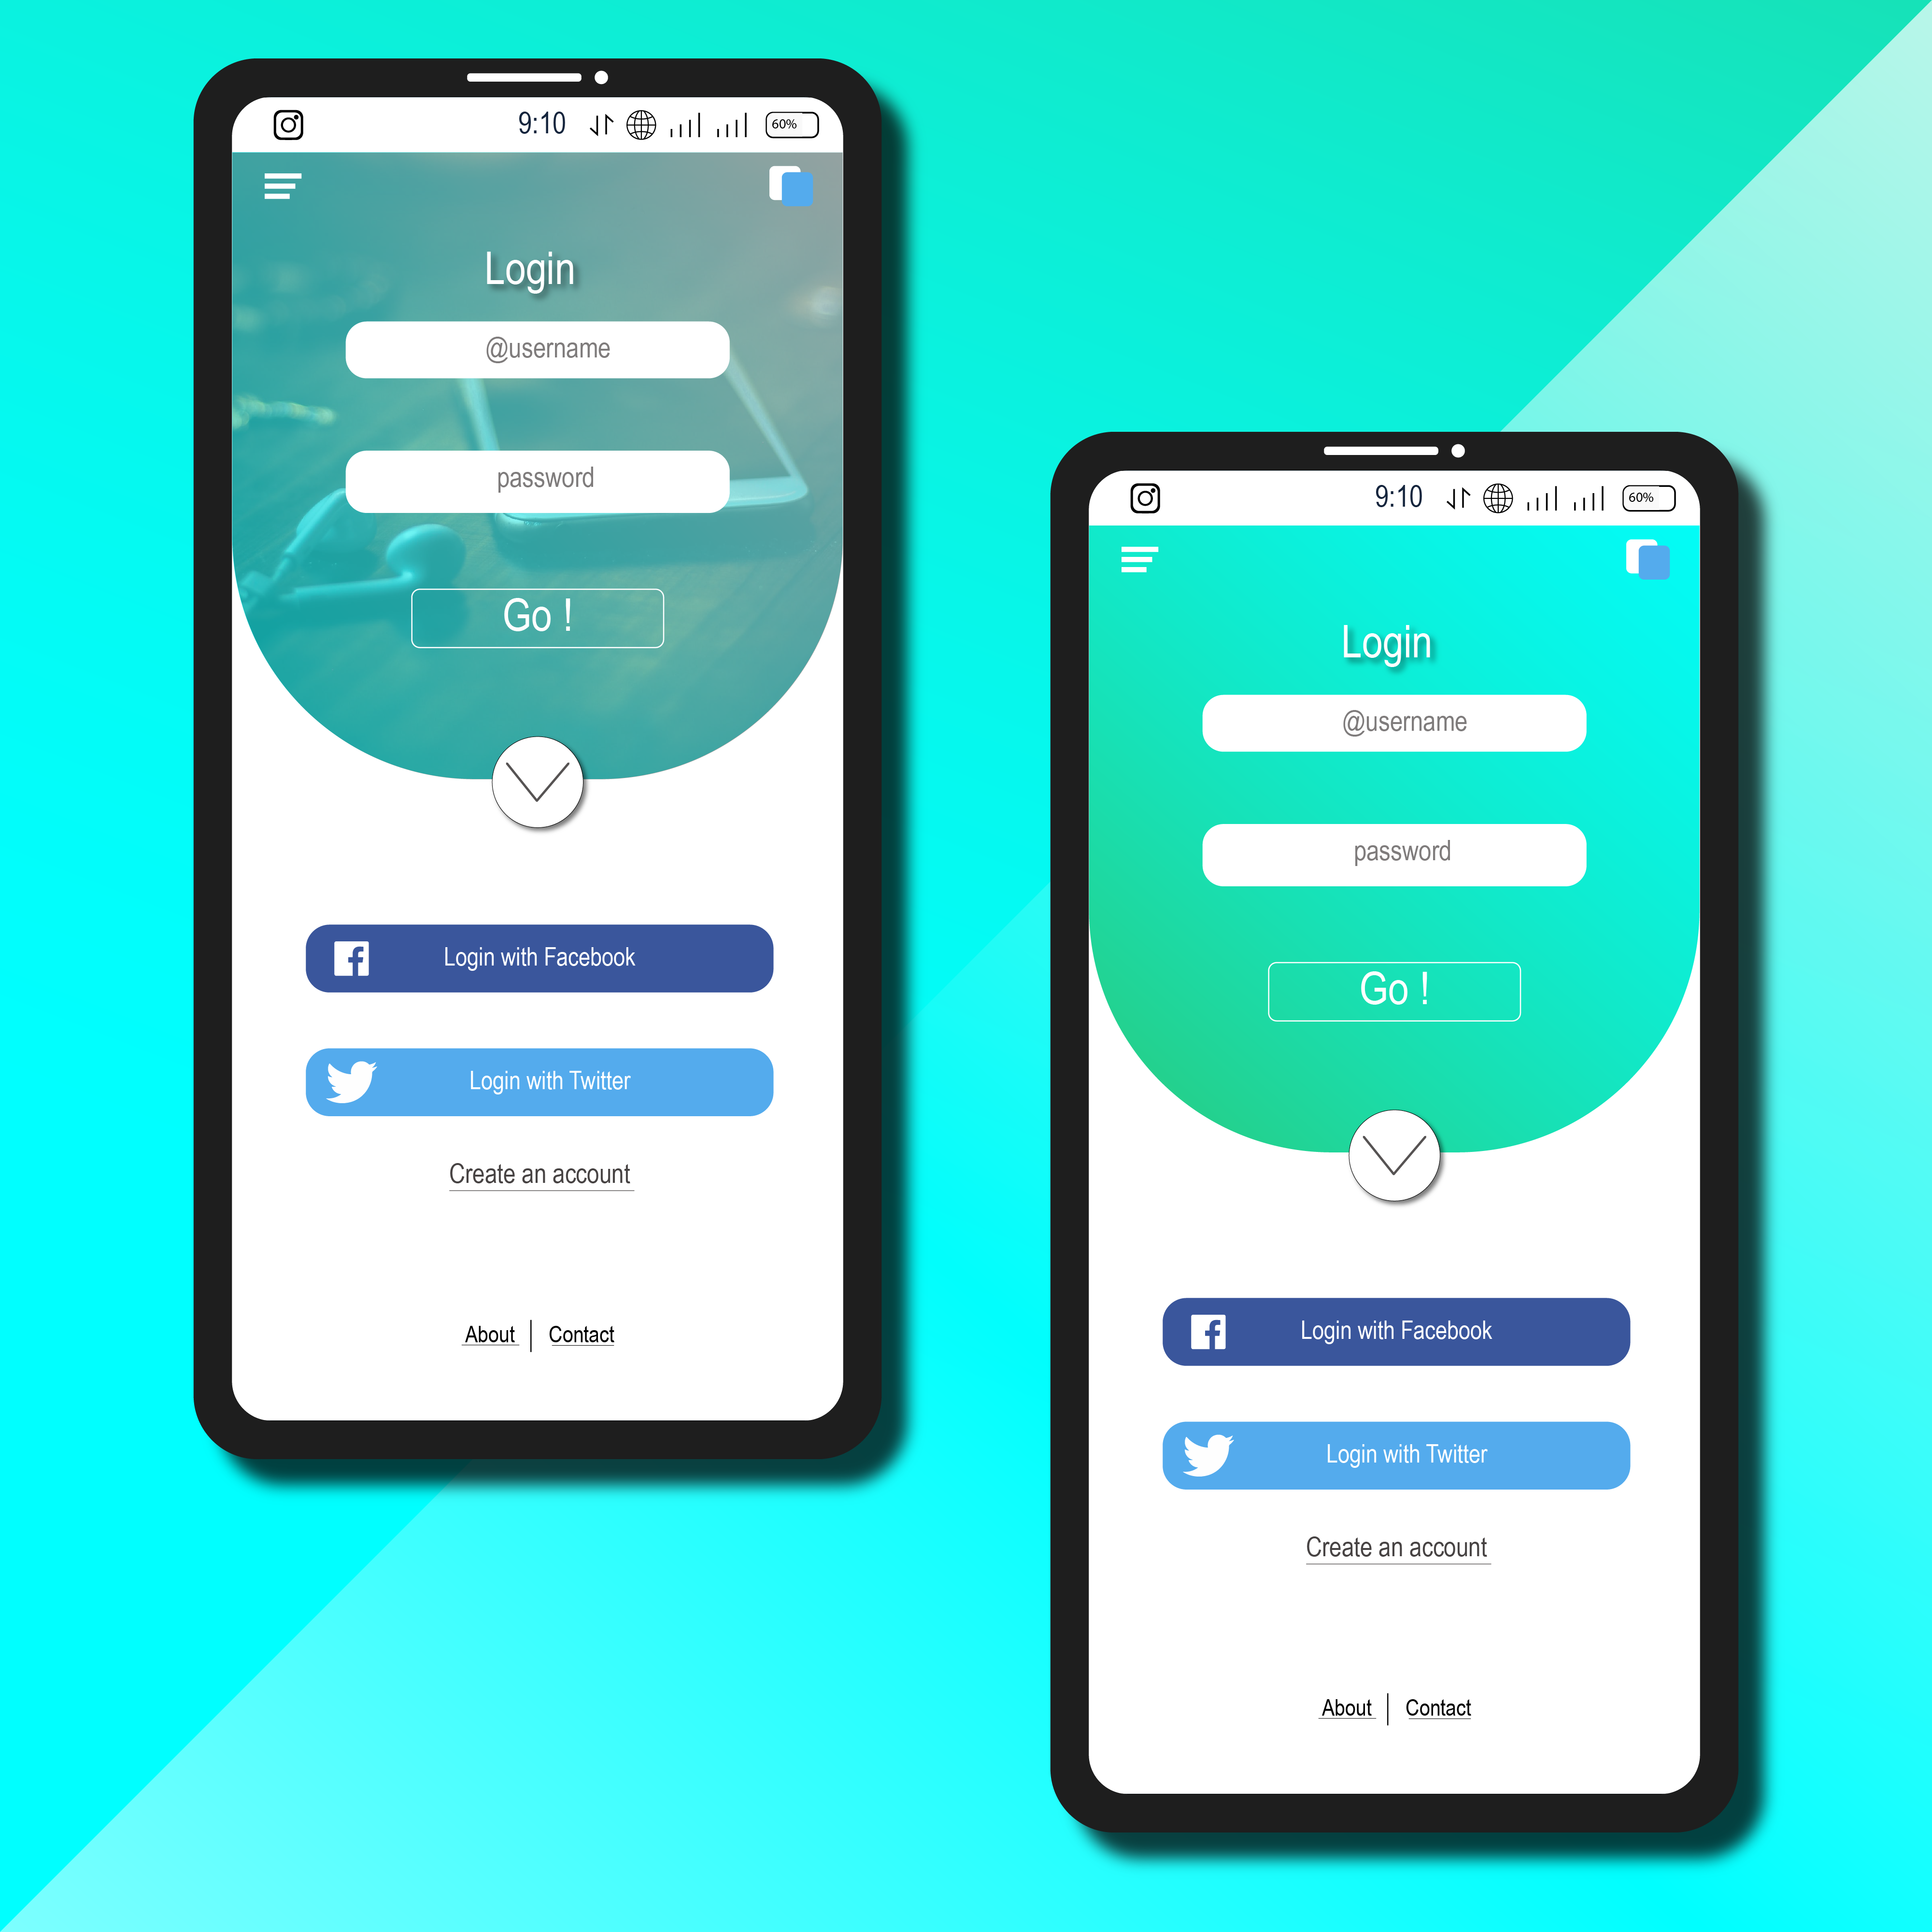 9:10 60%
Login
@username
password
Go !
Login with Facebook
Login with Twitter
Create an account
About | Contact
9:10 60%
Login
@username
password
Go !
Login with Facebook
Login with Twitter
Create an account
About | Contact